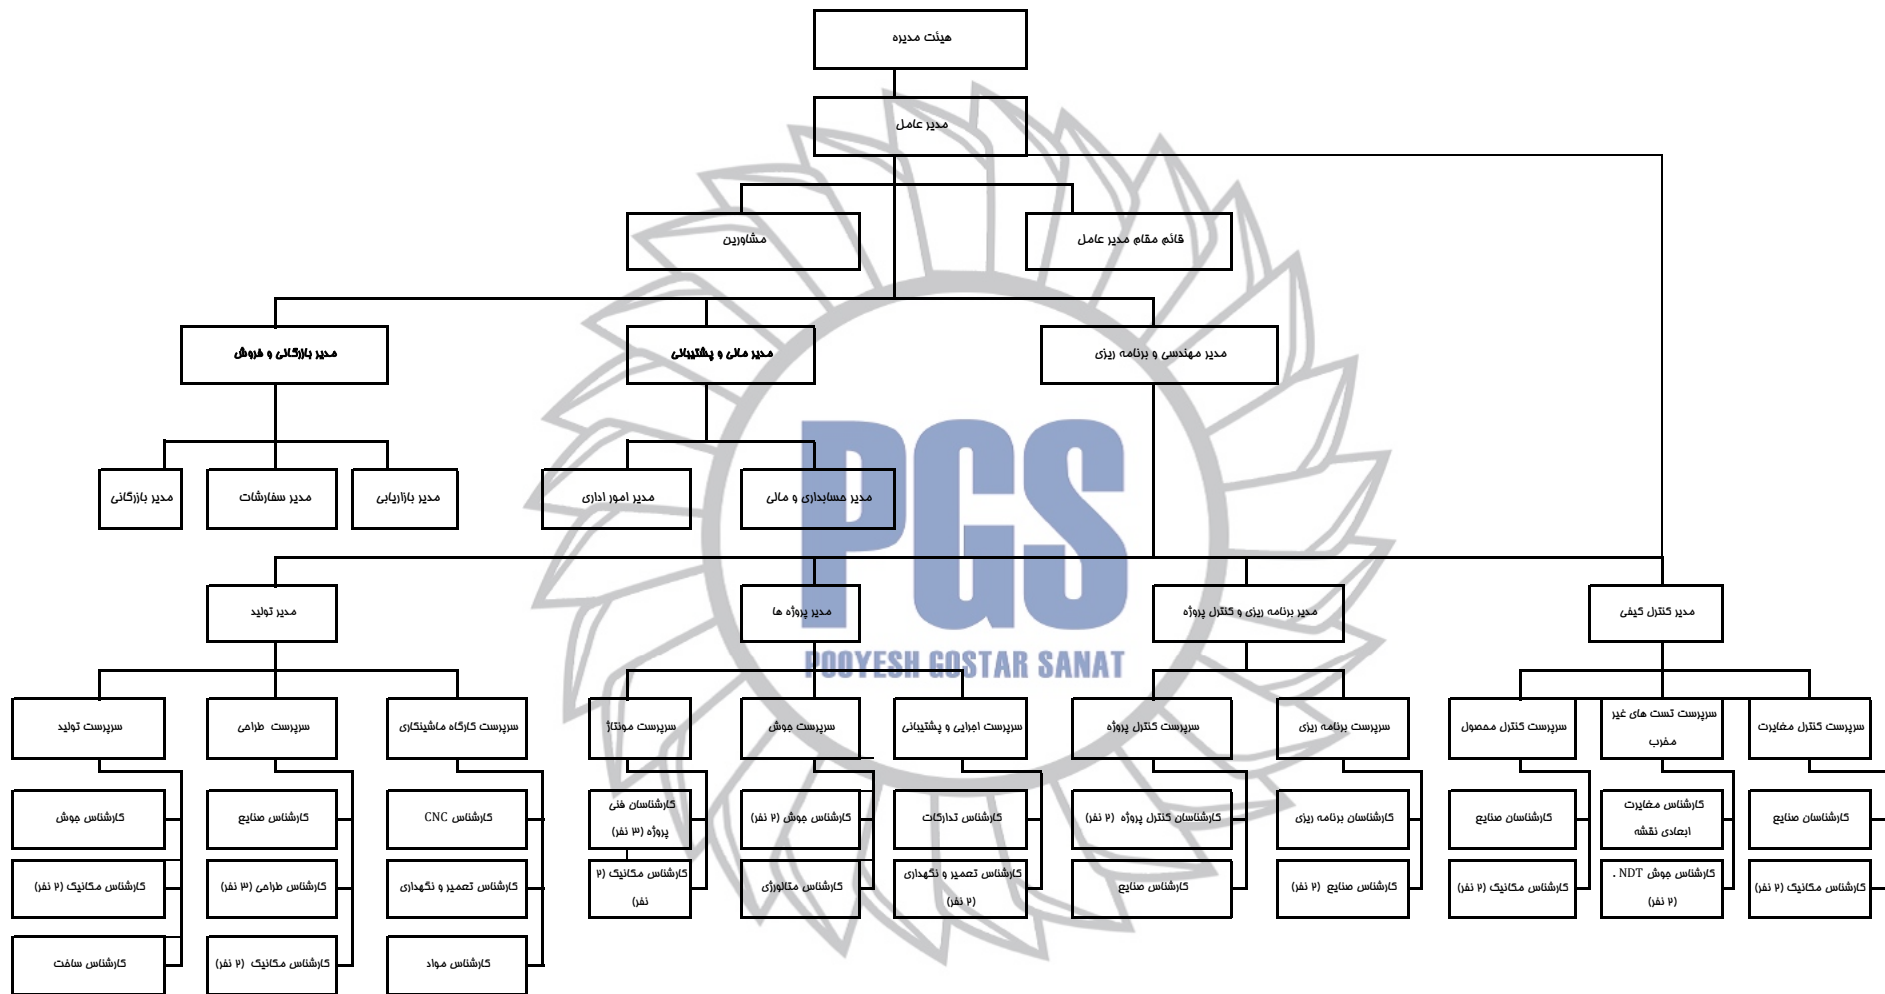 هیئت مدیره
مدیر عامل
قائم مقام مدیر عامل
مشاورین
مدیر مهندسی و برنامه ریزی
مدیر مالی و پشتیبانی
مدیر بازرگانی و فروش
مدیر حسابداری و مالی
مدیر امور اداری
مدیر بازاریابی
مدیر سفارشات
مدیر بازرگانی
PGS
POOYESH GOSTAR SANAT
مدیر کنترل کیفی
مدیر برنامه ریزی و کنترل پروژه
مدیر پروژه ها
مدیر تولید
سرپرست کنترل مغایرت
سرپرست تست های غیر
مخرب
سرپرست کنترل محصول
سرپرست برنامه ریزی
سرپرست کنترل پروژه
سرپرست اجرایی و پشتیبانی
سرپرست جوش
سرپرست مونتاژ
سرپرست کارگاه ماشینکاری
سرپرست طراحی
سرپرست تولید
کارشناسان صنایع
کارشناس مغایرت
ابعادی نقشه
کارشناسان صنایع
کارشناسان برنامه ریزی
کارشناسان کنترل پروژه (۲ نفر)
کارشناس تدارکات
کارشناس جوش (۲ نفر)
کارشناسان فنی
پروژه (۳ نفر)
کارشناس CNC
کارشناس صنایع
کارشناس جوش
کارشناس مکانیک (۲ نفر)
کارشناس جوش NDT .
(۲ نفر)
کارشناس مکانیک (۲ نفر)
کارشناس صنایع (۲ نفر)
کارشناس صنایع
کارشناس تعمیر و نگهداری
(۲ نفر)
کارشناس متالورژی
کارشناس مکانیک (۲
نفر)
کارشناس تعمیر و نگهداری
کارشناس طراحی (۳ نفر)
کارشناس مکانیک (۲ نفر)
کارشناس مواد
کارشناس مکانیک (۲ نفر)
کارشناس ساخت